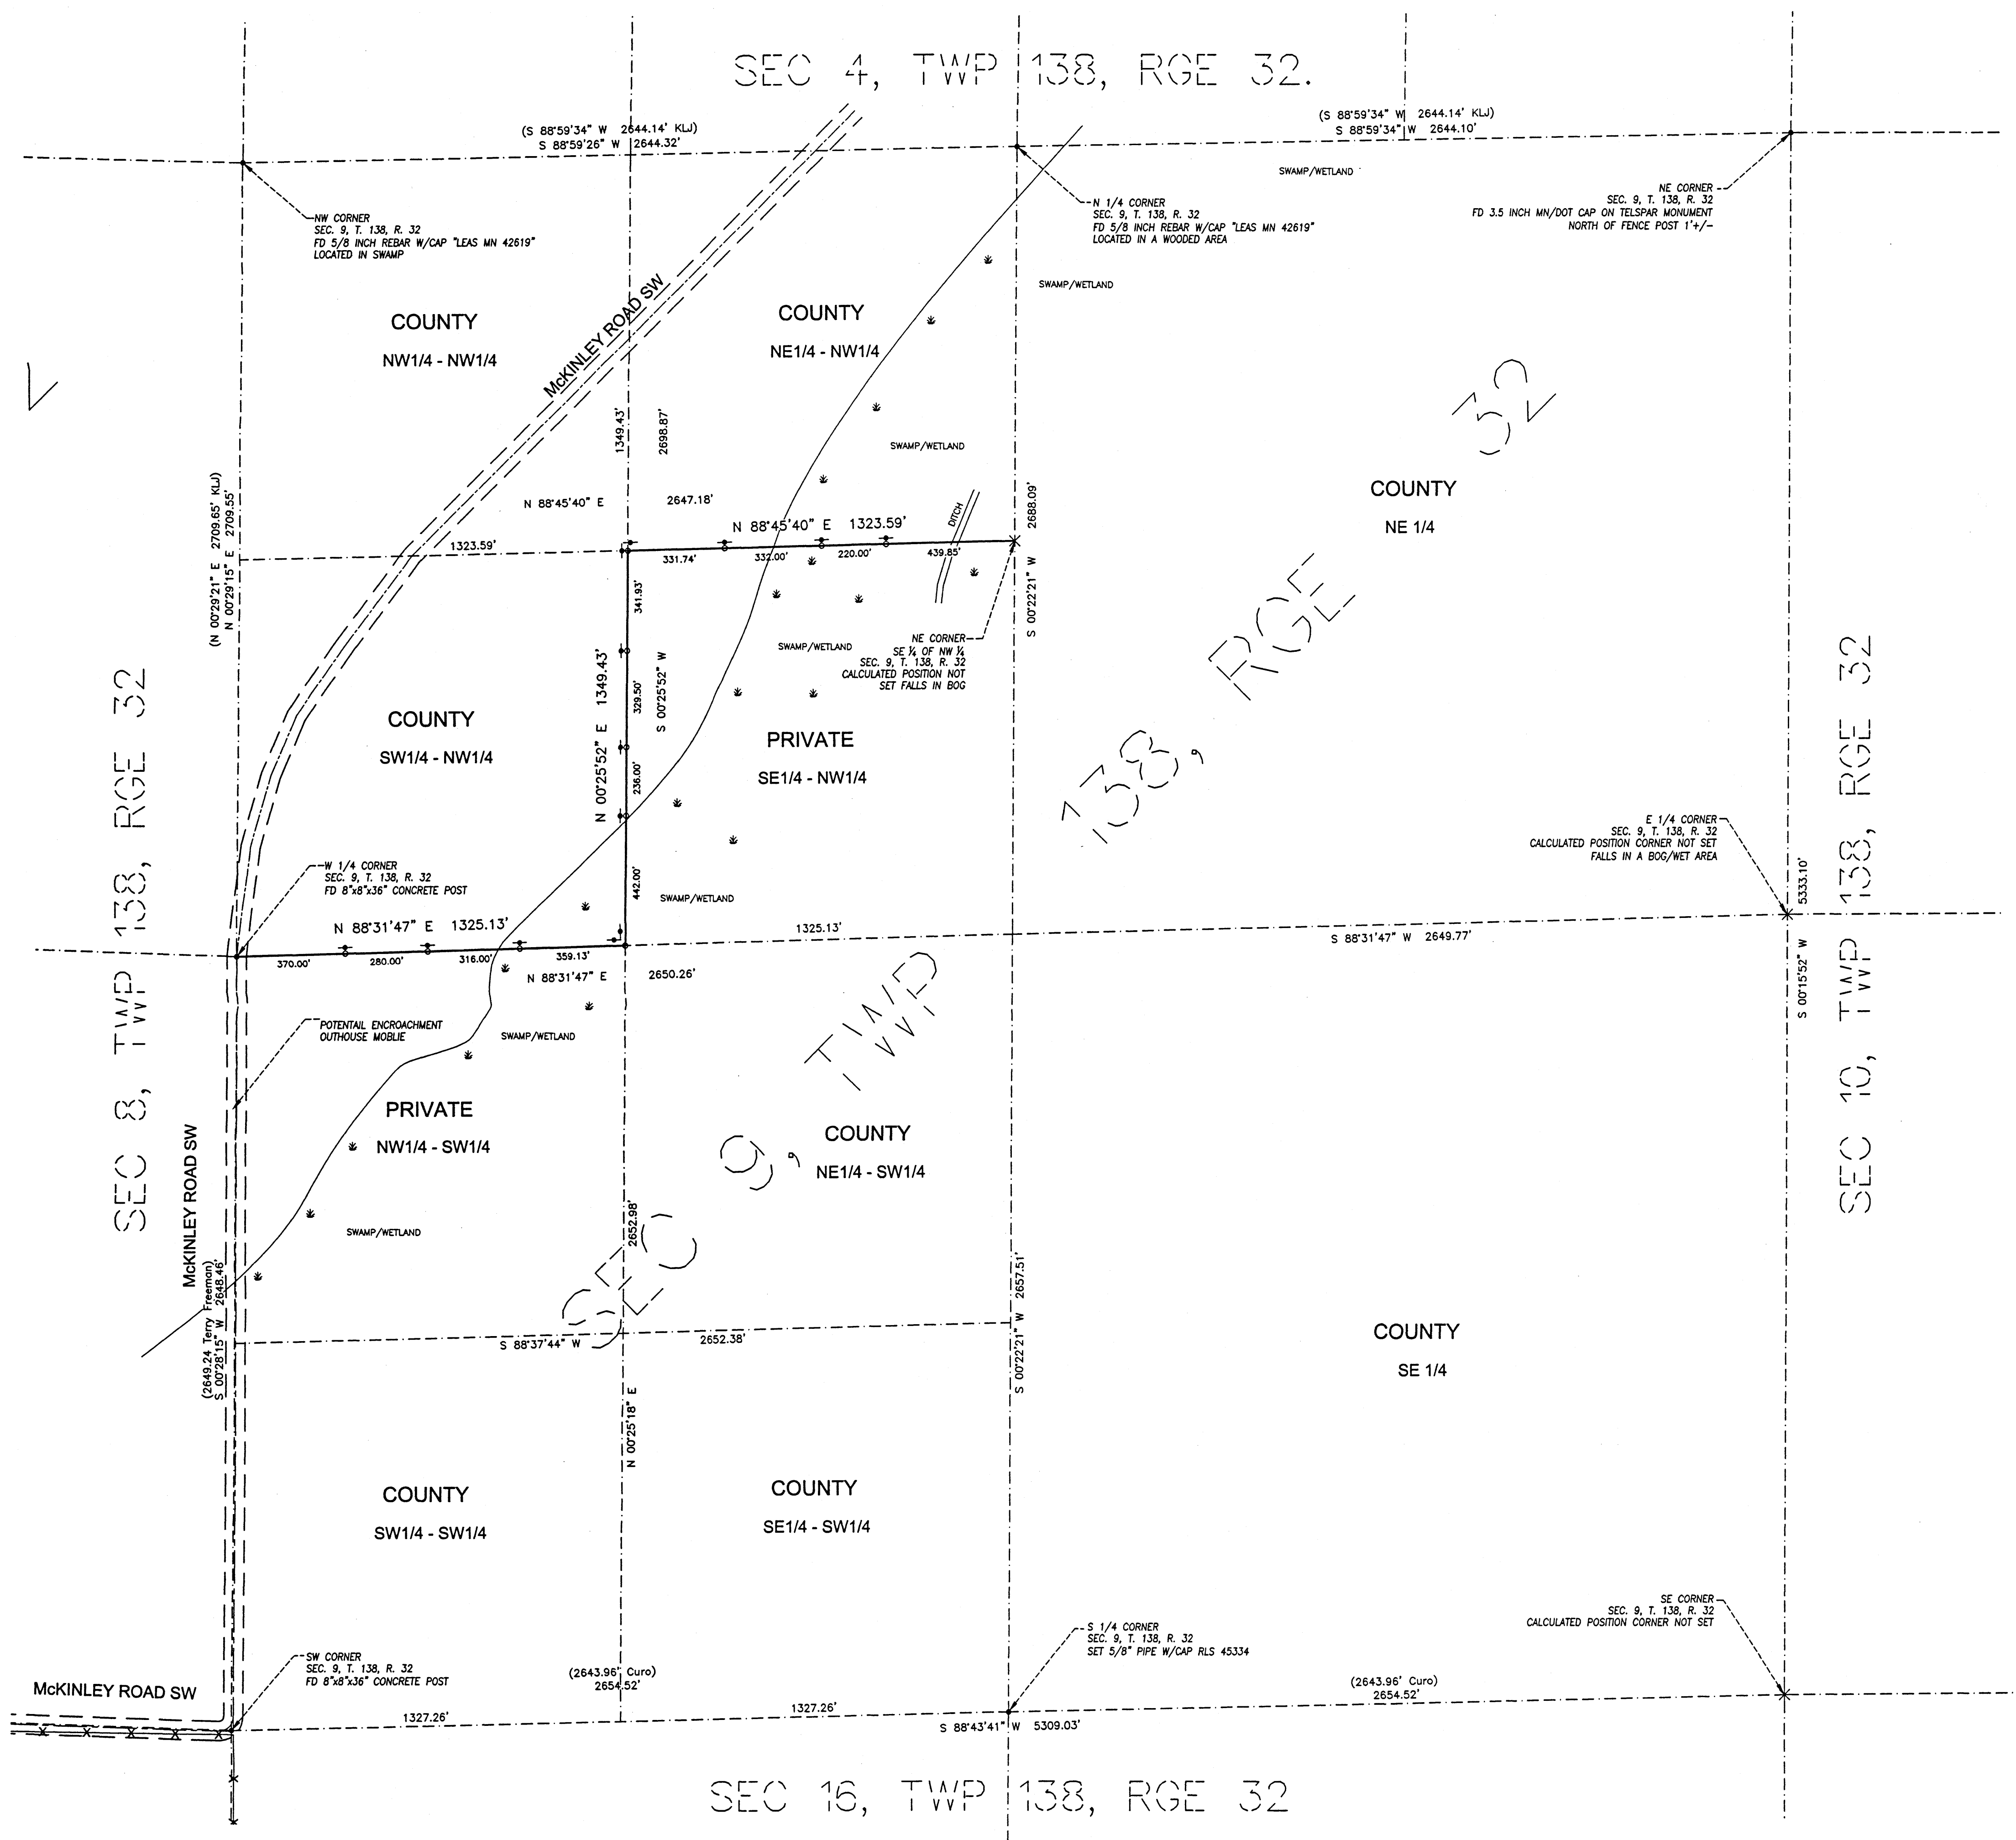 SEC 4, TWP 138, RGE 32.
(S 88°59'34" W 2644.14' KLJ)
S 88°59'26" W 2644.32'
(S 88°59'34" W 2644.14' KLJ)
S 88°59'34" W 2644.10'
SWAMP/WETLAND
NW CORNER
SEC. 9, T. 138, R. 32
FD 5/8 INCH REBAR W/CAP "LEAS MN 42619"
LOCATED IN SWAMP
N 1/4 CORNER
SEC. 9, T. 138, R. 32
FD 5/8 INCH REBAR W/CAP "LEAS MN 42619"
LOCATED IN A WOODED AREA
NE CORNER
SEC. 9, T. 138, R. 32
FD 3.5 INCH MN/DOT CAP ON TELSPAR MONUMENT
NORTH OF FENCE POST 1'+/-
SWAMP/WETLAND
McKINLEY ROAD SW
COUNTY
NW1/4 - NW1/4
COUNTY
NE1/4 - NW1/4
1349.43'
2698.87'
SWAMP/WETLAND
COUNTY
NE 1/4
(N 00°29'21" E 2709.65' KLJ)
N 00°29'15" E 2709.55'
N 88°45'40" E 2647.18'
N 88°45'40" E 1323.59'
DITCH
2688.09'
S 00°22'21" W
1323.59'
331.74'
332.00'
220.00'
439.85'
341.93'
329.50'
236.00'
442.00'
N 00°25'52" E 1349.43'
S 00°25'52" W
SWAMP/WETLAND
NE CORNER
SE ¼ OF NW ¼
SEC. 9, T. 138, R. 32
CALCULATED POSITION NOT
SET FALLS IN BOG
COUNTY
SW1/4 - NW1/4
PRIVATE
SE1/4 - NW1/4
SEC 8, TWP 138, RGE 32
SEC 9, TWP 138, RGE 32
SEC 10, TWP 138, RGE 32
E 1/4 CORNER
SEC. 9, T. 138, R. 32
CALCULATED POSITION CORNER NOT SET
FALLS IN A BOG/WET AREA
5333.10'
S 00°15'52" W
W 1/4 CORNER
SEC. 9, T. 138, R. 32
FD 8"x8"x36" CONCRETE POST
SWAMP/WETLAND
N 88°31'47" E 1325.13'
1325.13'
S 88°31'47" W 2649.77'
370.00'
280.00'
316.00'
359.13'
N 88°31'47" E 2650.26'
POTENTAIL ENCROACHMENT
OUTHOUSE MOBLIE
SWAMP/WETLAND
PRIVATE
NW1/4 - SW1/4
COUNTY
NE1/4 - SW1/4
McKINLEY ROAD SW
SWAMP/WETLAND
2652.98'
(2649.24 Terry Freeman)
S 00°28'15" W 2648.46'
S 88°37'44" W 2652.38'
S 00°22'21" W 2657.51'
N 00°25'18" E
COUNTY
SE 1/4
COUNTY
SW1/4 - SW1/4
COUNTY
SE1/4 - SW1/4
SE CORNER
SEC. 9, T. 138, R. 32
CALCULATED POSITION CORNER NOT SET
S 1/4 CORNER
SEC. 9, T. 138, R. 32
SET 5/8" PIPE W/CAP RLS 45334
SW CORNER
SEC. 9, T. 138, R. 32
FD 8"x8"x36" CONCRETE POST
McKINLEY ROAD SW
(2643.96' Curo)
2654.52'
(2643.96' Curo)
2654.52'
1327.26'
1327.26'
S 88°43'41" W 5309.03'
SEC 16, TWP 138, RGE 32